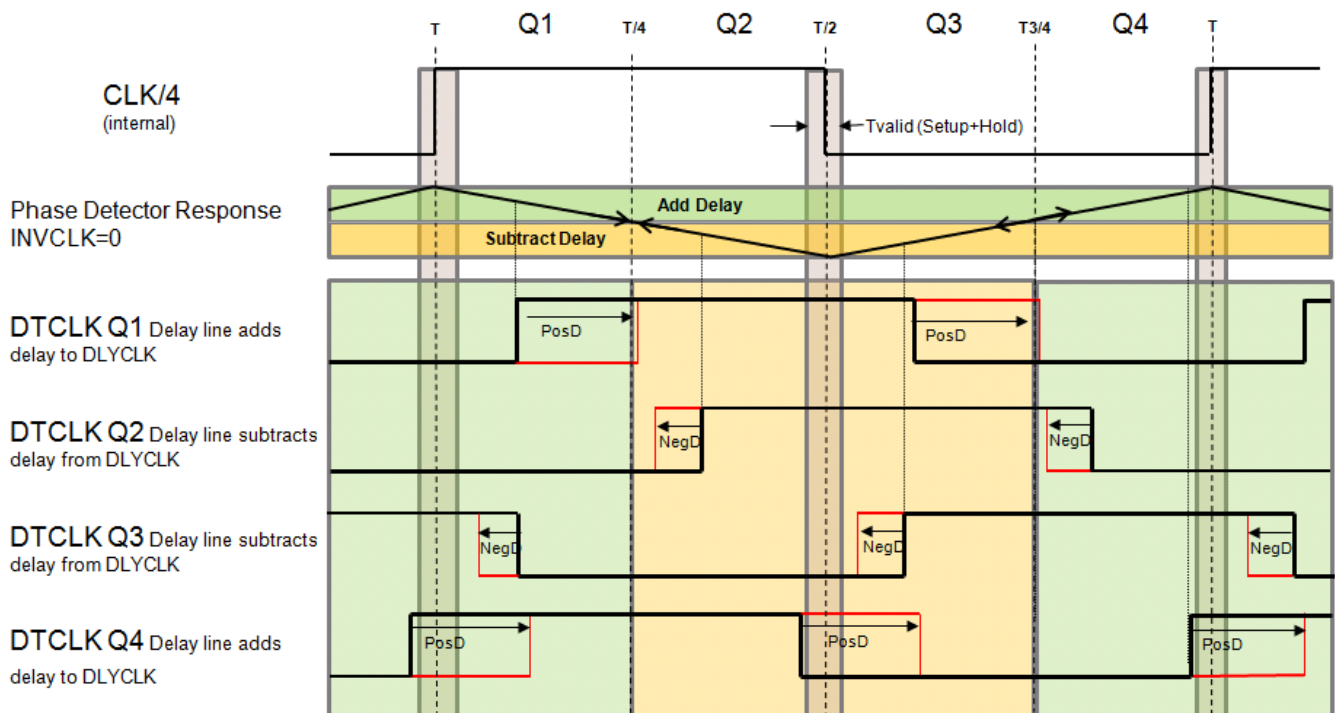 T Q1 T/4 Q2 T/2 Q3 T3/4 Q4 T
CLK/4
(internal)
Tvalid (Setup+Hold)
Phase Detector Response
INVCLK=0
Add Delay
Subtract Delay
DTCLK Q1 Delay line adds
delay to DLYCLK
PosD PosD
DTCLK Q2 Delay line subtracts
delay from DLYCLK
NegD NegD
DTCLK Q3 Delay line subtracts
delay from DLYCLK
NegD NegD NegD
DTCLK Q4 Delay line adds
delay to DLYCLK
PosD PosD PosD